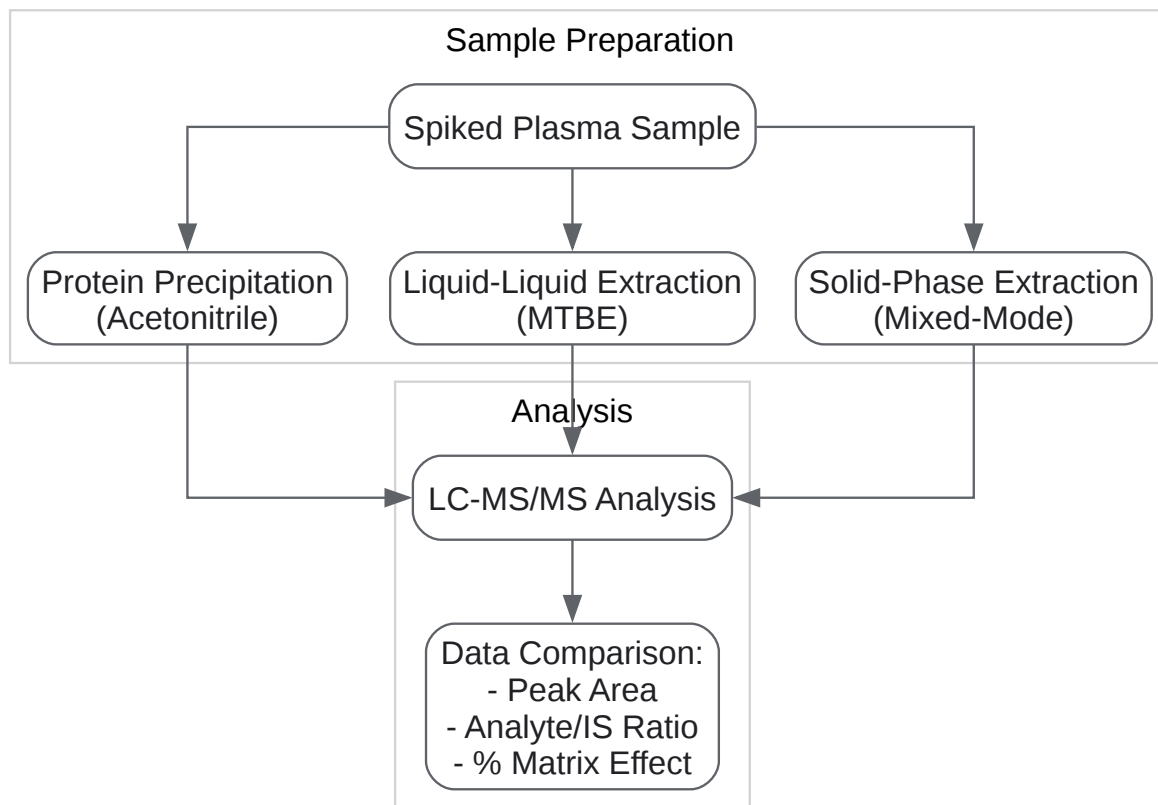 Sample Preparation
Spiked Plasma Sample
Protein Precipitation
(Acetonitrile)
Liquid-Liquid Extraction
(MTBE)
Solid-Phase Extraction
(Mixed-Mode)
Analysis
LC-MS/MS Analysis
Data Comparison:
- Peak Area
- Analyte/IS Ratio
- % Matrix Effect